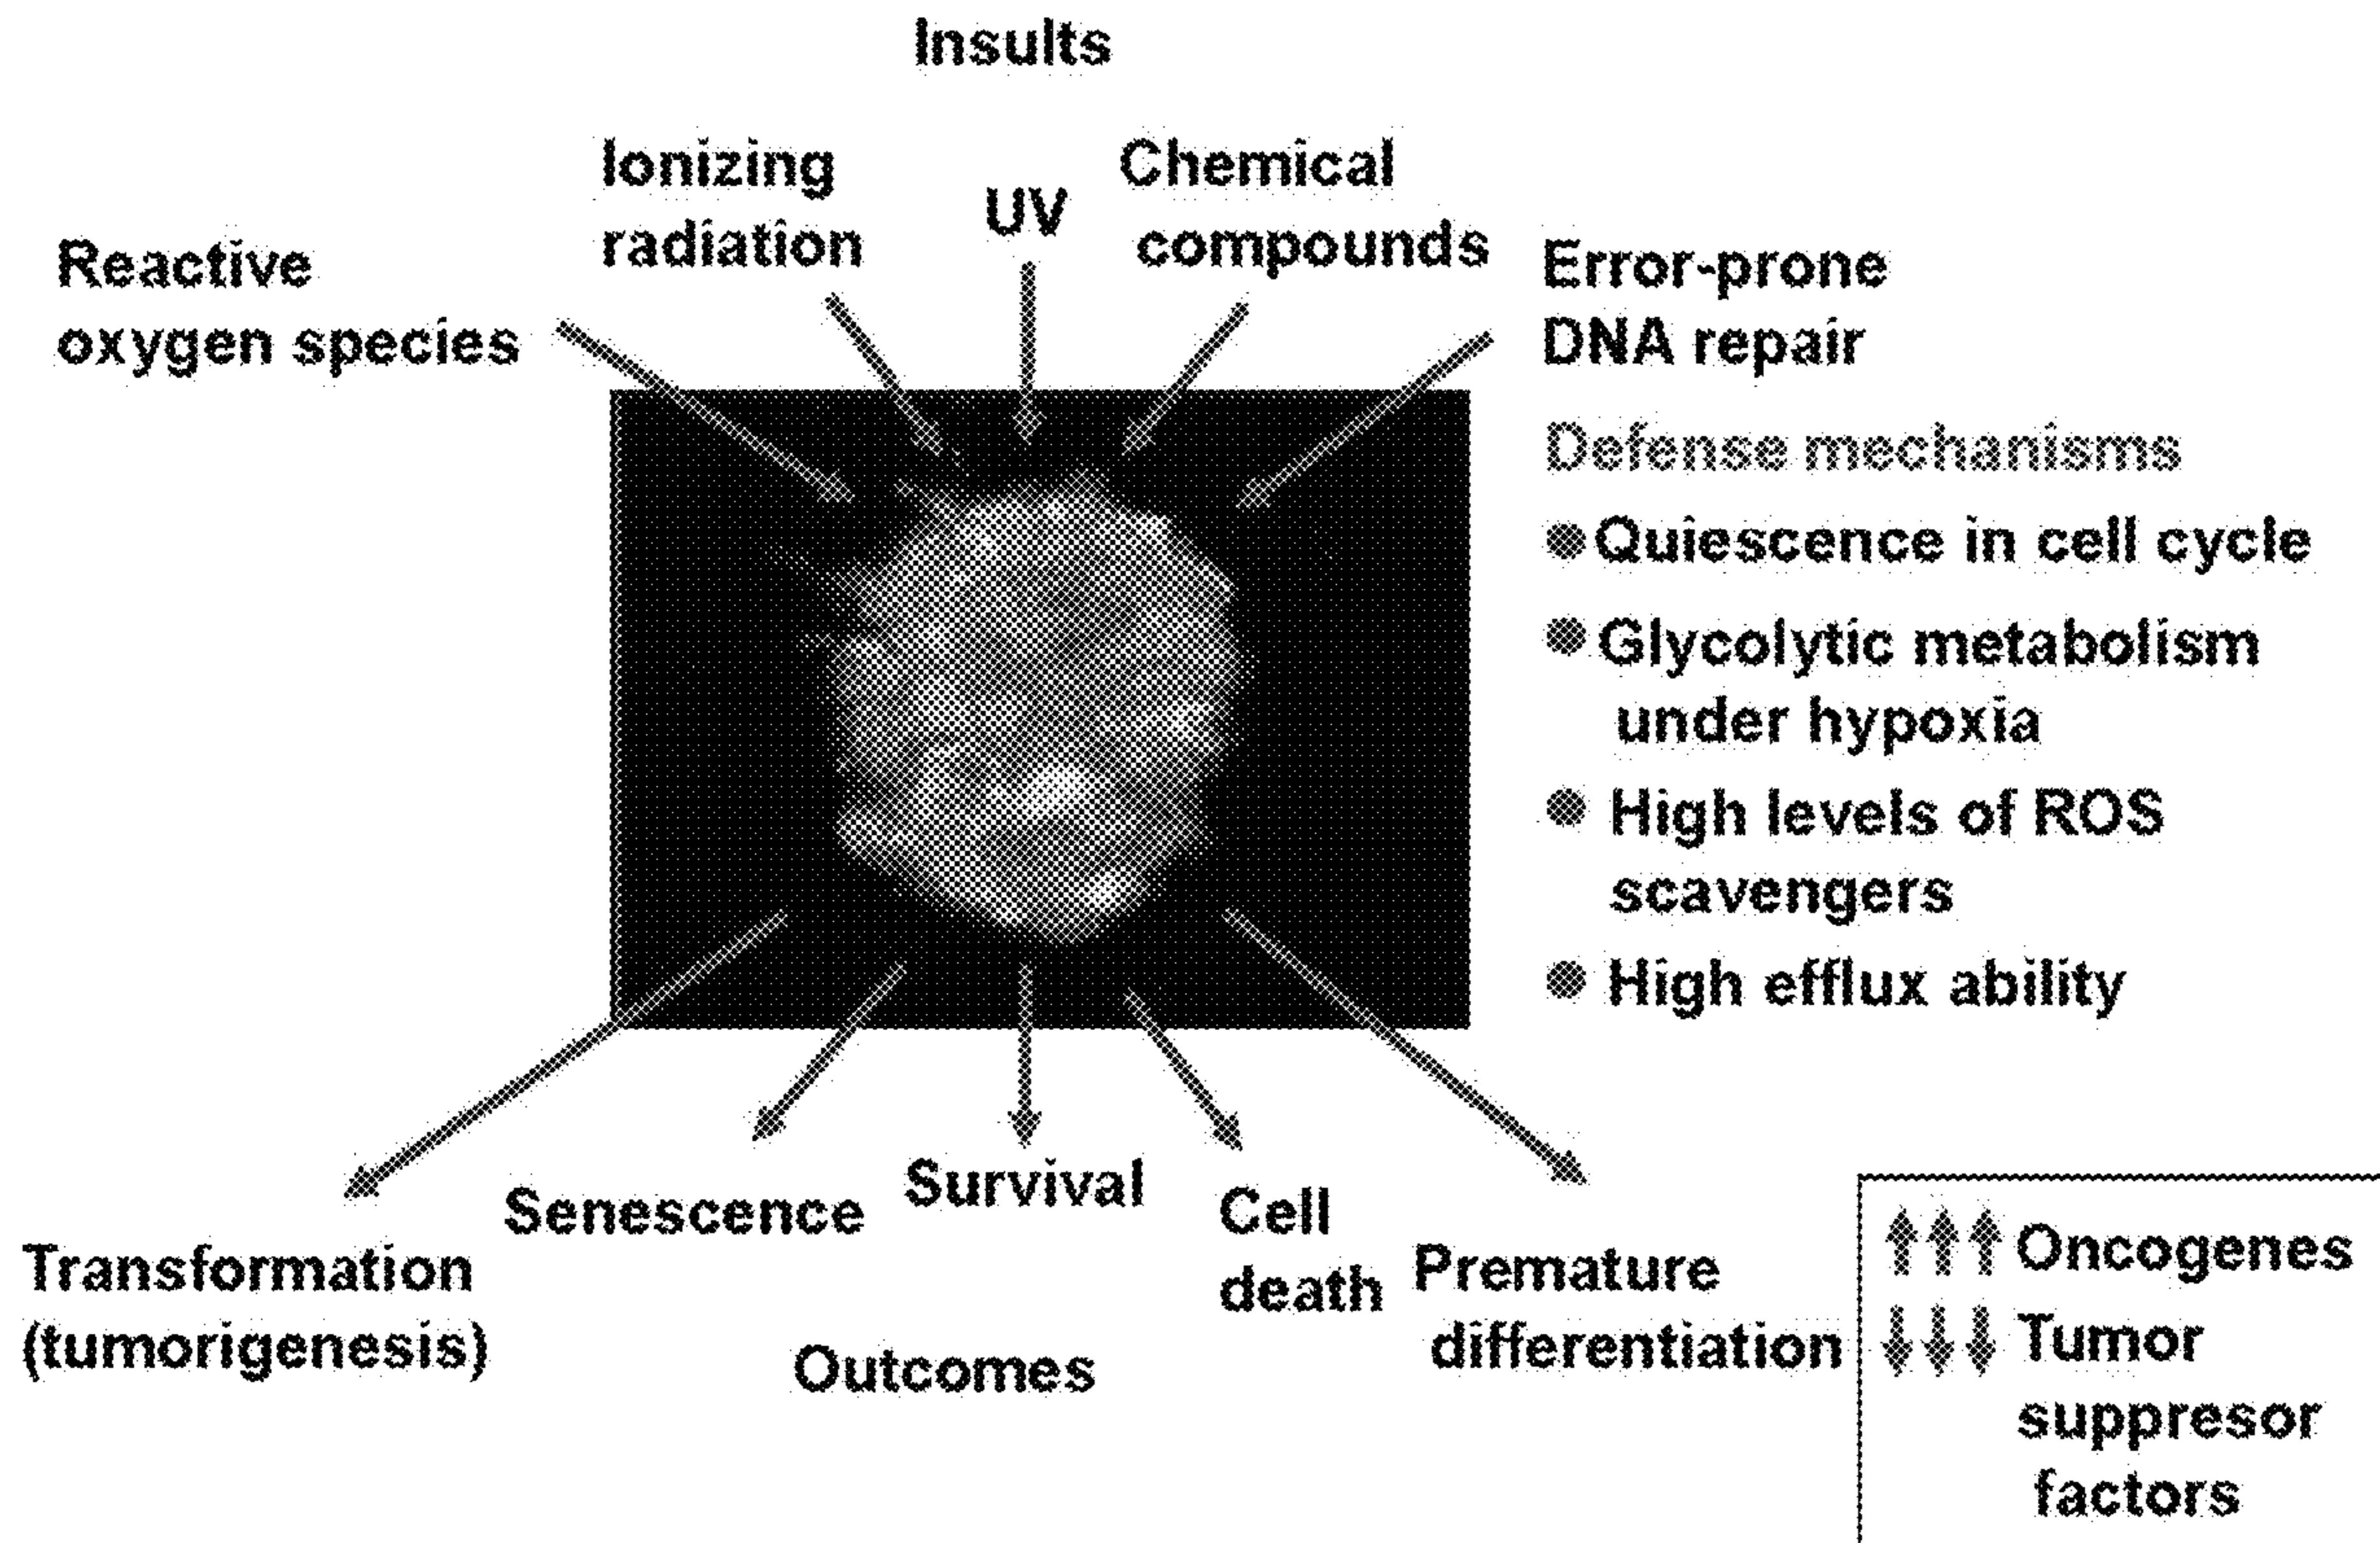 Insults
Reactive
oxygen species
Ionizing
radiation
UV
Chemical
compounds
Error-prone
DNA repair
Defense mechanisms
Quiescence in cell cycle
Glycolytic metabolism
under hypoxia
High levels of ROS
scavengers
High efflux ability
Transformation
(tumorigenesis)
Senescence
Survival
Cell
death
Premature
differentiation
Outcomes
Oncogenes
Tumor
suppresor
factors